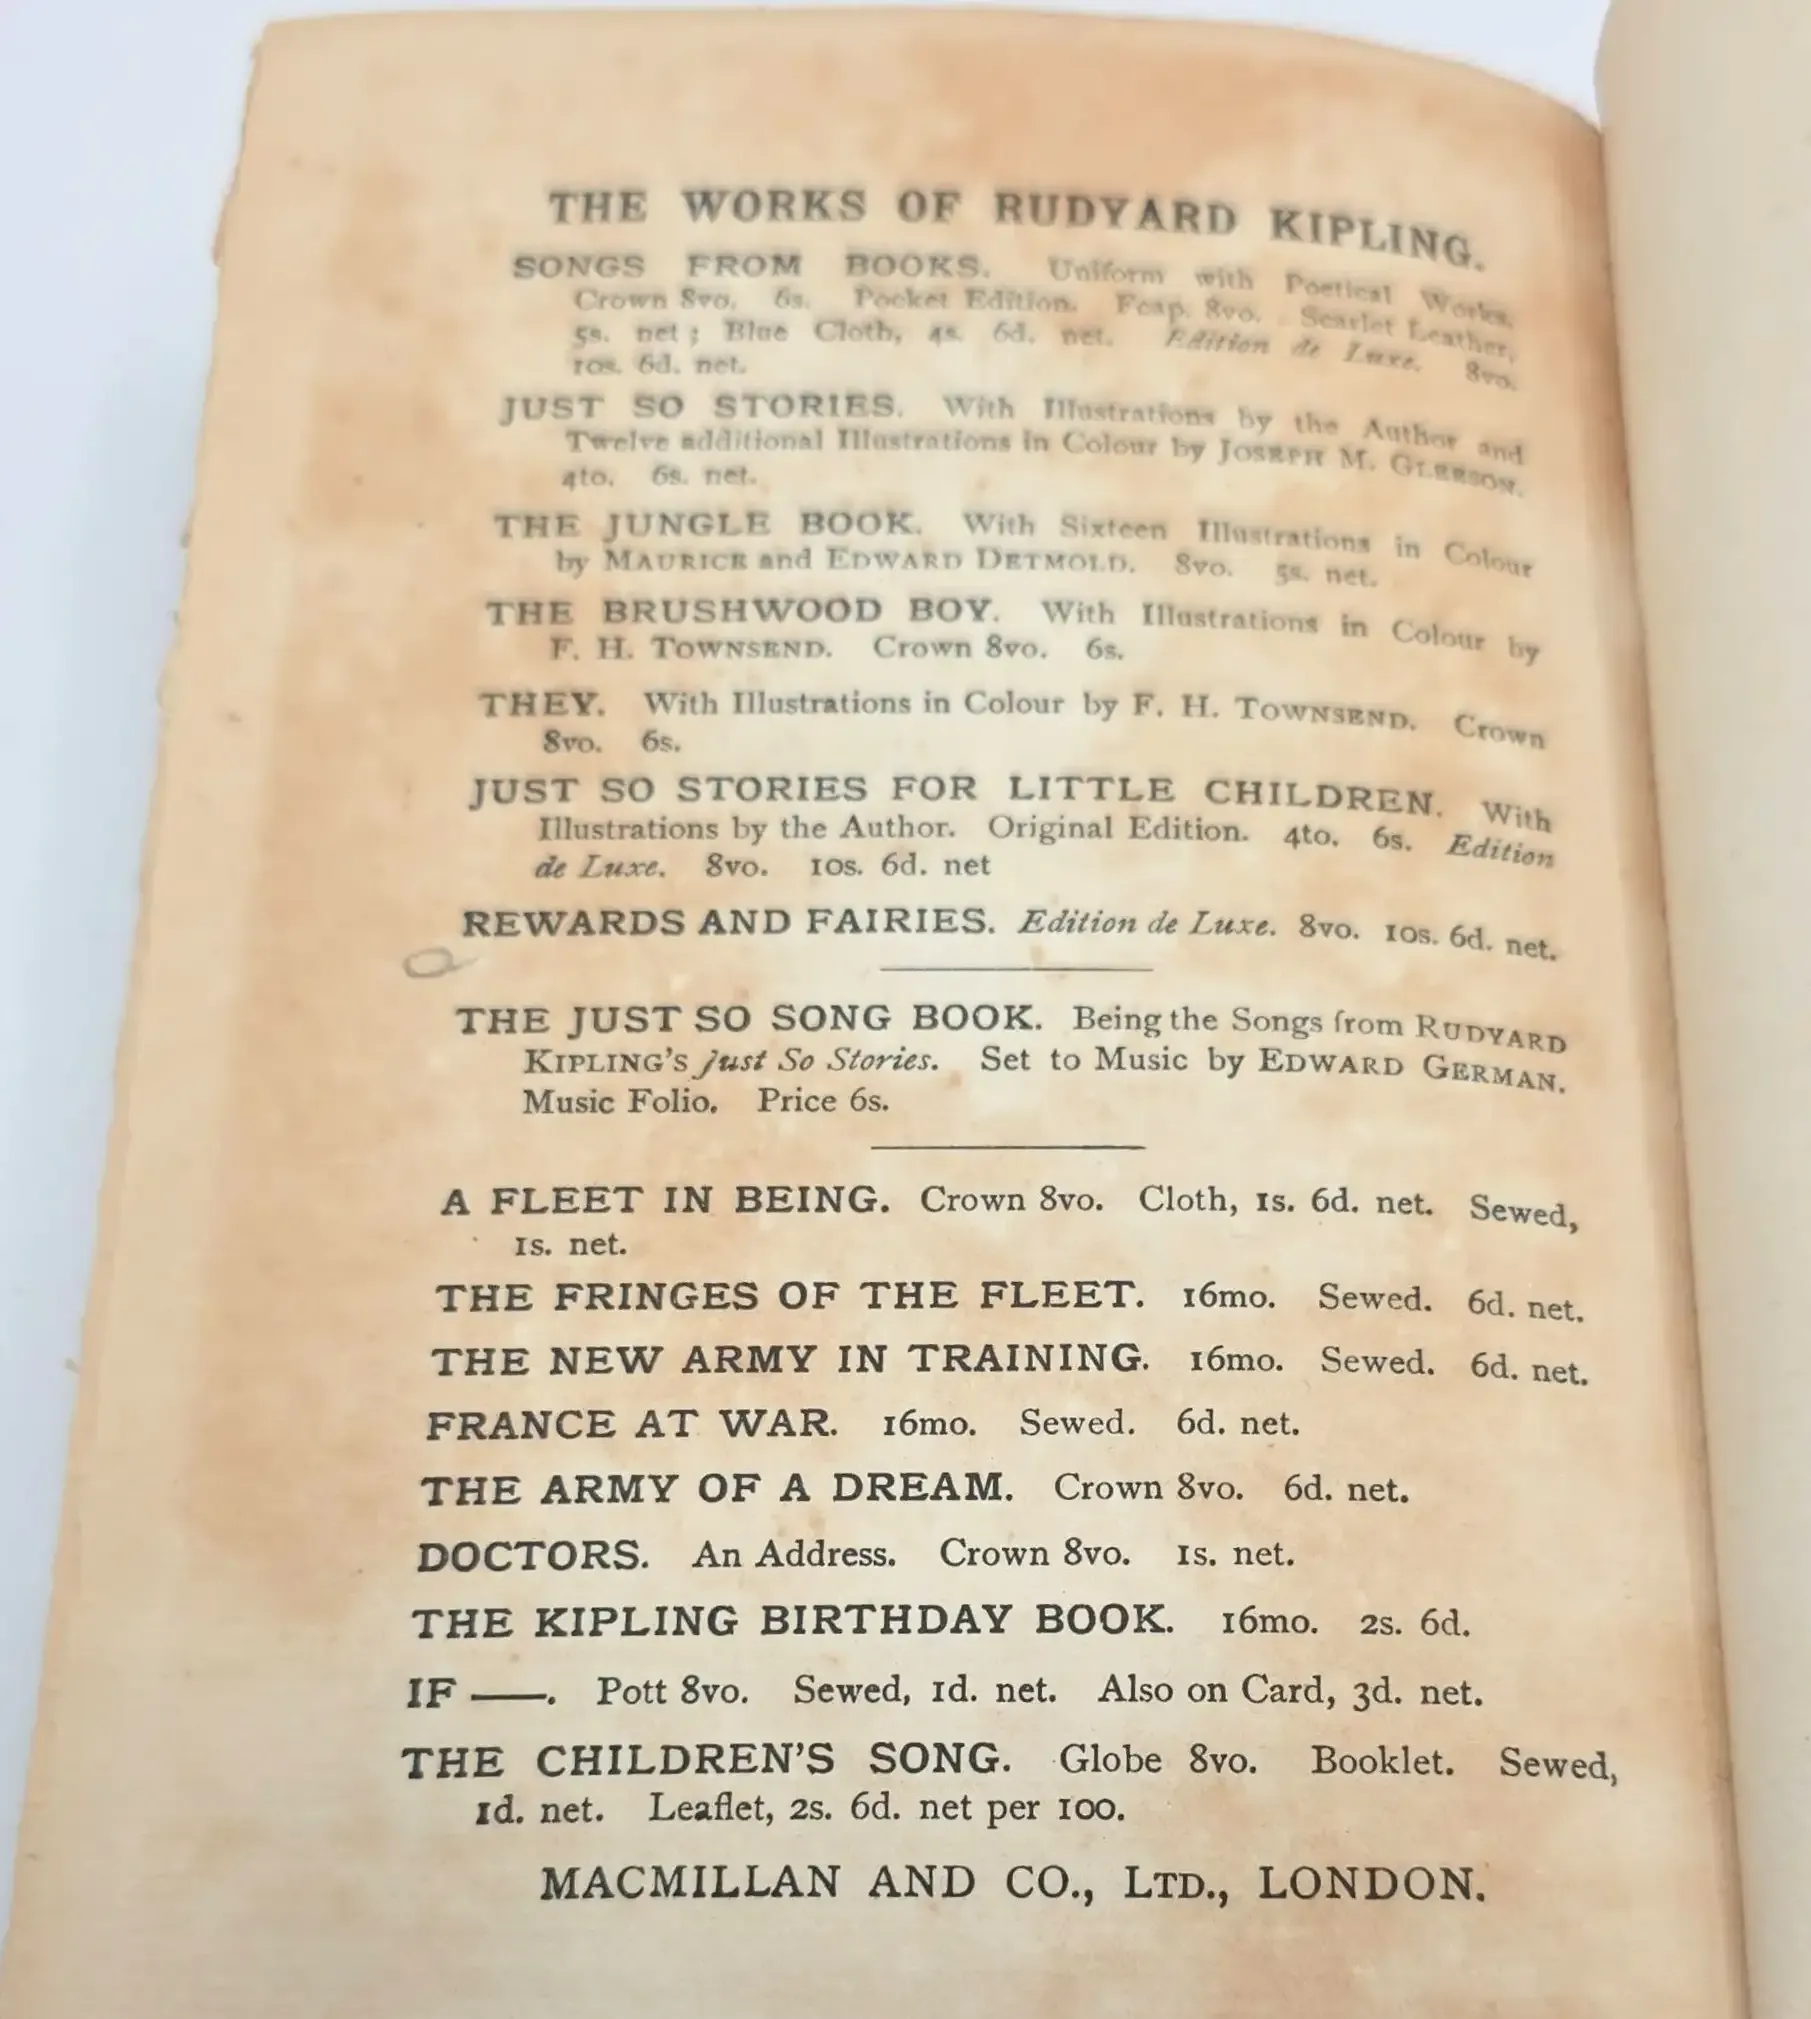 THE WORKS OF RUDYARD KIPLING.
SONGS FROM BOOKS. Uniform with Poetical Works.
Crown 8vo. 6s. Pocket Edition. Fcap. 8vo. Scarlet Leather,
5s. net; Blue Cloth, 4s. 6d. net. Edition de Luxe. 8vo.
10s. 6d. net.
JUST SO STORIES. With Illustrations by the Author and
Twelve additional Illustrations in Colour by JOSEPH M. GLEESON.
4to. 6s. net.
THE JUNGLE BOOK. With Sixteen Illustrations in Colour
by MAURICE and EDWARD DETMOLD. 8vo. 5s. net.
THE BRUSHWOOD BOY. With Illustrations in Colour by
F. H. TOWNSEND. Crown 8vo. 6s.
THEY. With Illustrations in Colour by F. H. TOWNSEND. Crown
8vo. 6s.
JUST SO STORIES FOR LITTLE CHILDREN. With
Illustrations by the Author. Original Edition. 4to. 6s. Edition
de Luxe. 8vo. 10s. 6d. net
REWARDS AND FAIRIES. Edition de Luxe. 8vo. 10s. 6d. net.
THE JUST SO SONG BOOK. Being the Songs from RUDYARD
KIPLING'S Just So Stories. Set to Music by EDWARD GERMAN.
Music Folio. Price 6s.
A FLEET IN BEING. Crown 8vo. Cloth, 1s. 6d. net. Sewed,
1s. net.
THE FRINGES OF THE FLEET. 16mo. Sewed. 6d. net.
THE NEW ARMY IN TRAINING. 16mo. Sewed. 6d. net.
FRANCE AT WAR. 16mo. Sewed. 6d. net.
THE ARMY OF A DREAM. Crown 8vo. 6d. net.
DOCTORS. An Address. Crown 8vo. 1s. net.
THE KIPLING BIRTHDAY BOOK. 16mo. 2s. 6d.
IF ——. Pott 8vo. Sewed, 1d. net. Also on Card, 3d. net.
THE CHILDREN'S SONG. Globe 8vo. Booklet. Sewed,
1d. net. Leaflet, 2s. 6d. net per 100.
MACMILLAN AND CO., LTD., LONDON.